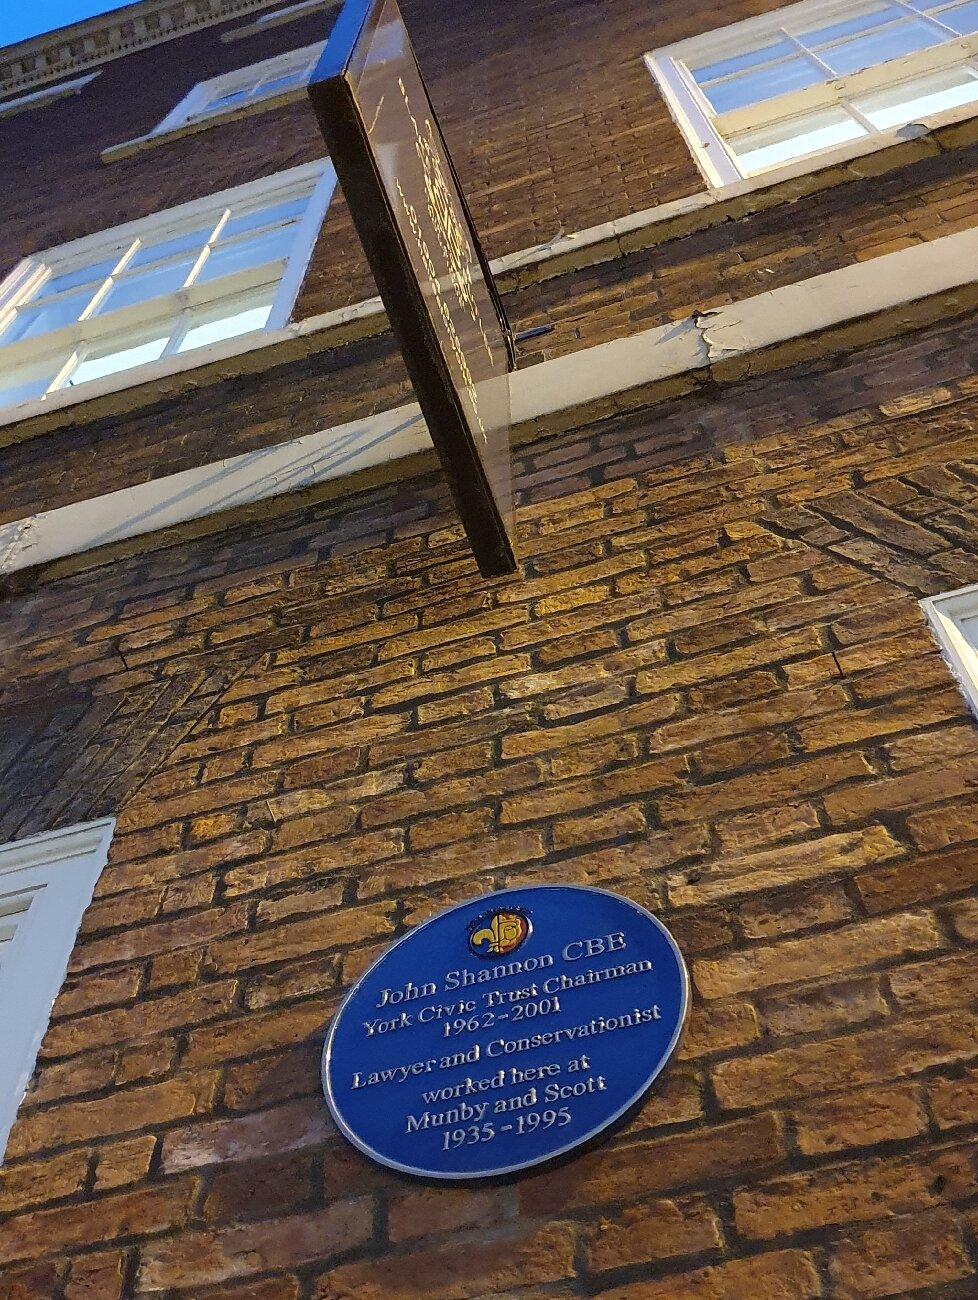 John Shannon CBE
York Civic Trust Chairman
1962-2001
Lawyer and Conservationist
worked here at
Munby and Scott
1935-1995